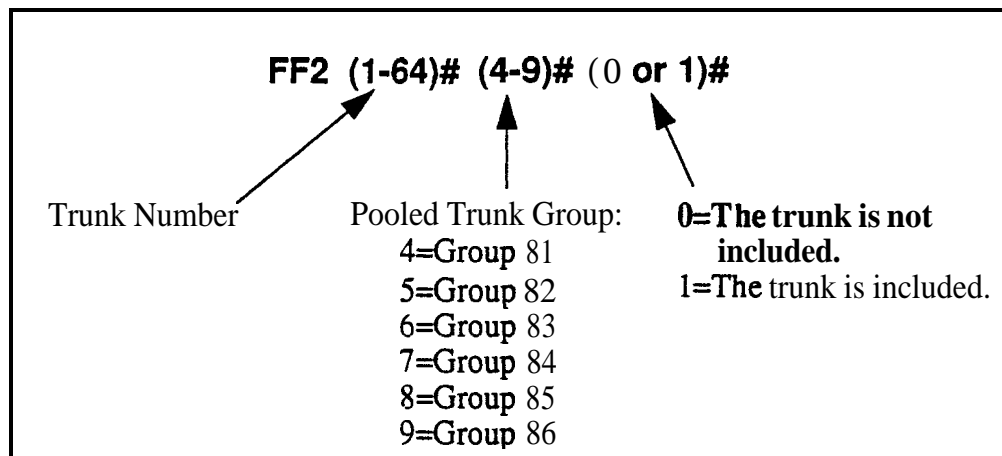 FF2 (1-64)# (4-9)# (0 or 1)#
Trunk Number
Pooled Trunk Group:
4=Group 81
5=Group 82
6=Group 83
7=Group 84
8=Group 85
9=Group 86
0=The trunk is not
included.
1=The trunk is included.